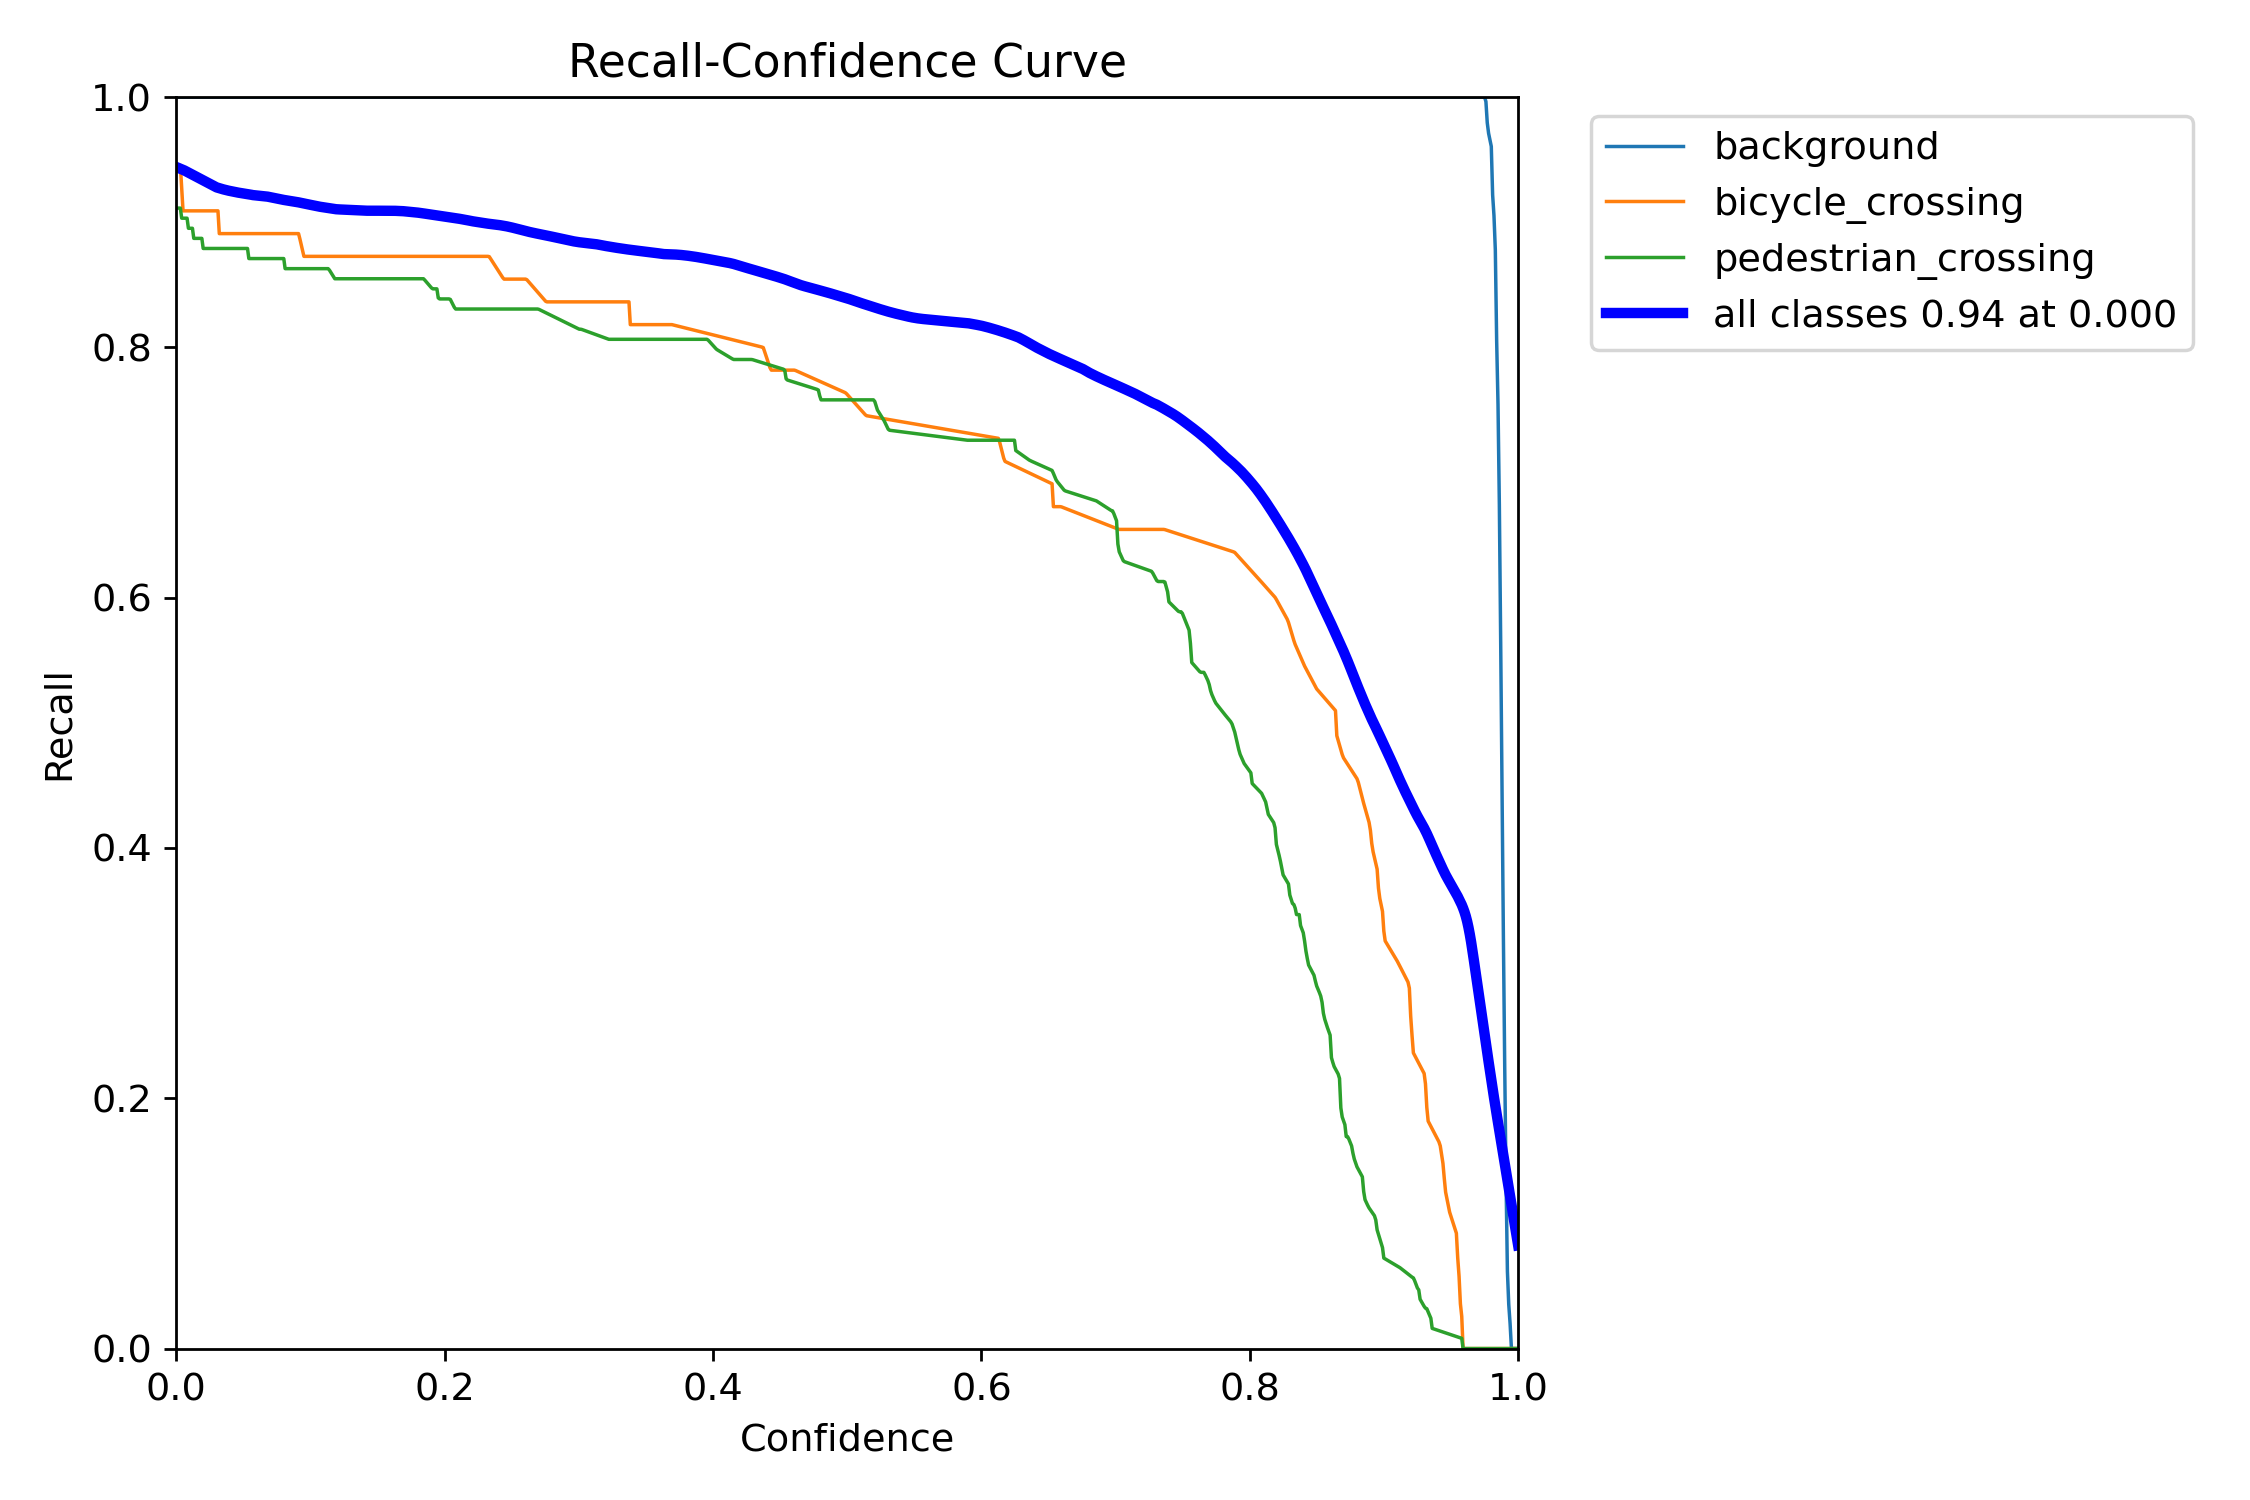 Recall-Confidence Curve
1.0
0.8
0.6
0.4
0.2
0.0
Recall
0.0 0.2 0.4 0.6 0.8 1.0
Confidence
background
bicycle_crossing
pedestrian_crossing
all classes 0.94 at 0.000